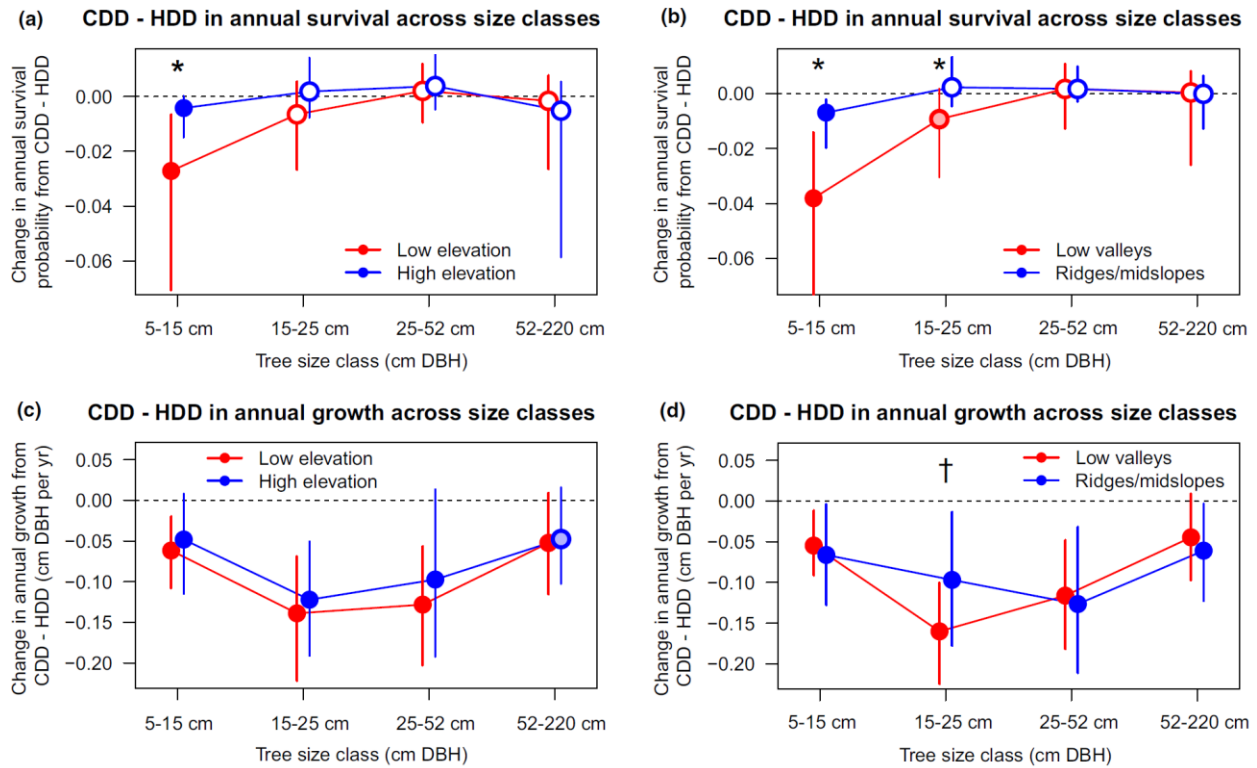 (a) CDD - HDD in annual survival across size classes
Change in annual survival
probability from CDD - HDD
0.00
−0.02
−0.04
−0.06
*
Low elevation
High elevation
5-15 cm 15-25 cm 25-52 cm 52-220 cm
Tree size class (cm DBH)
(b) CDD - HDD in annual survival across size classes
Change in annual survival
probability from CDD - HDD
0.00
−0.02
−0.04
−0.06
* *
Low valleys
Ridges/midslopes
5-15 cm 15-25 cm 25-52 cm 52-220 cm
Tree size class (cm DBH)
(c) CDD - HDD in annual growth across size classes
Change in annual growth from
CDD - HDD (cm DBH per yr)
0.05
0.00
−0.05
−0.10
−0.15
−0.20
Low elevation
High elevation
5-15 cm 15-25 cm 25-52 cm 52-220 cm
Tree size class (cm DBH)
(d) CDD - HDD in annual growth across size classes
Change in annual growth from
CDD - HDD (cm DBH per yr)
0.05
0.00
−0.05
−0.10
−0.15
−0.20
†
Low valleys
Ridges/midslopes
5-15 cm 15-25 cm 25-52 cm 52-220 cm
Tree size class (cm DBH)